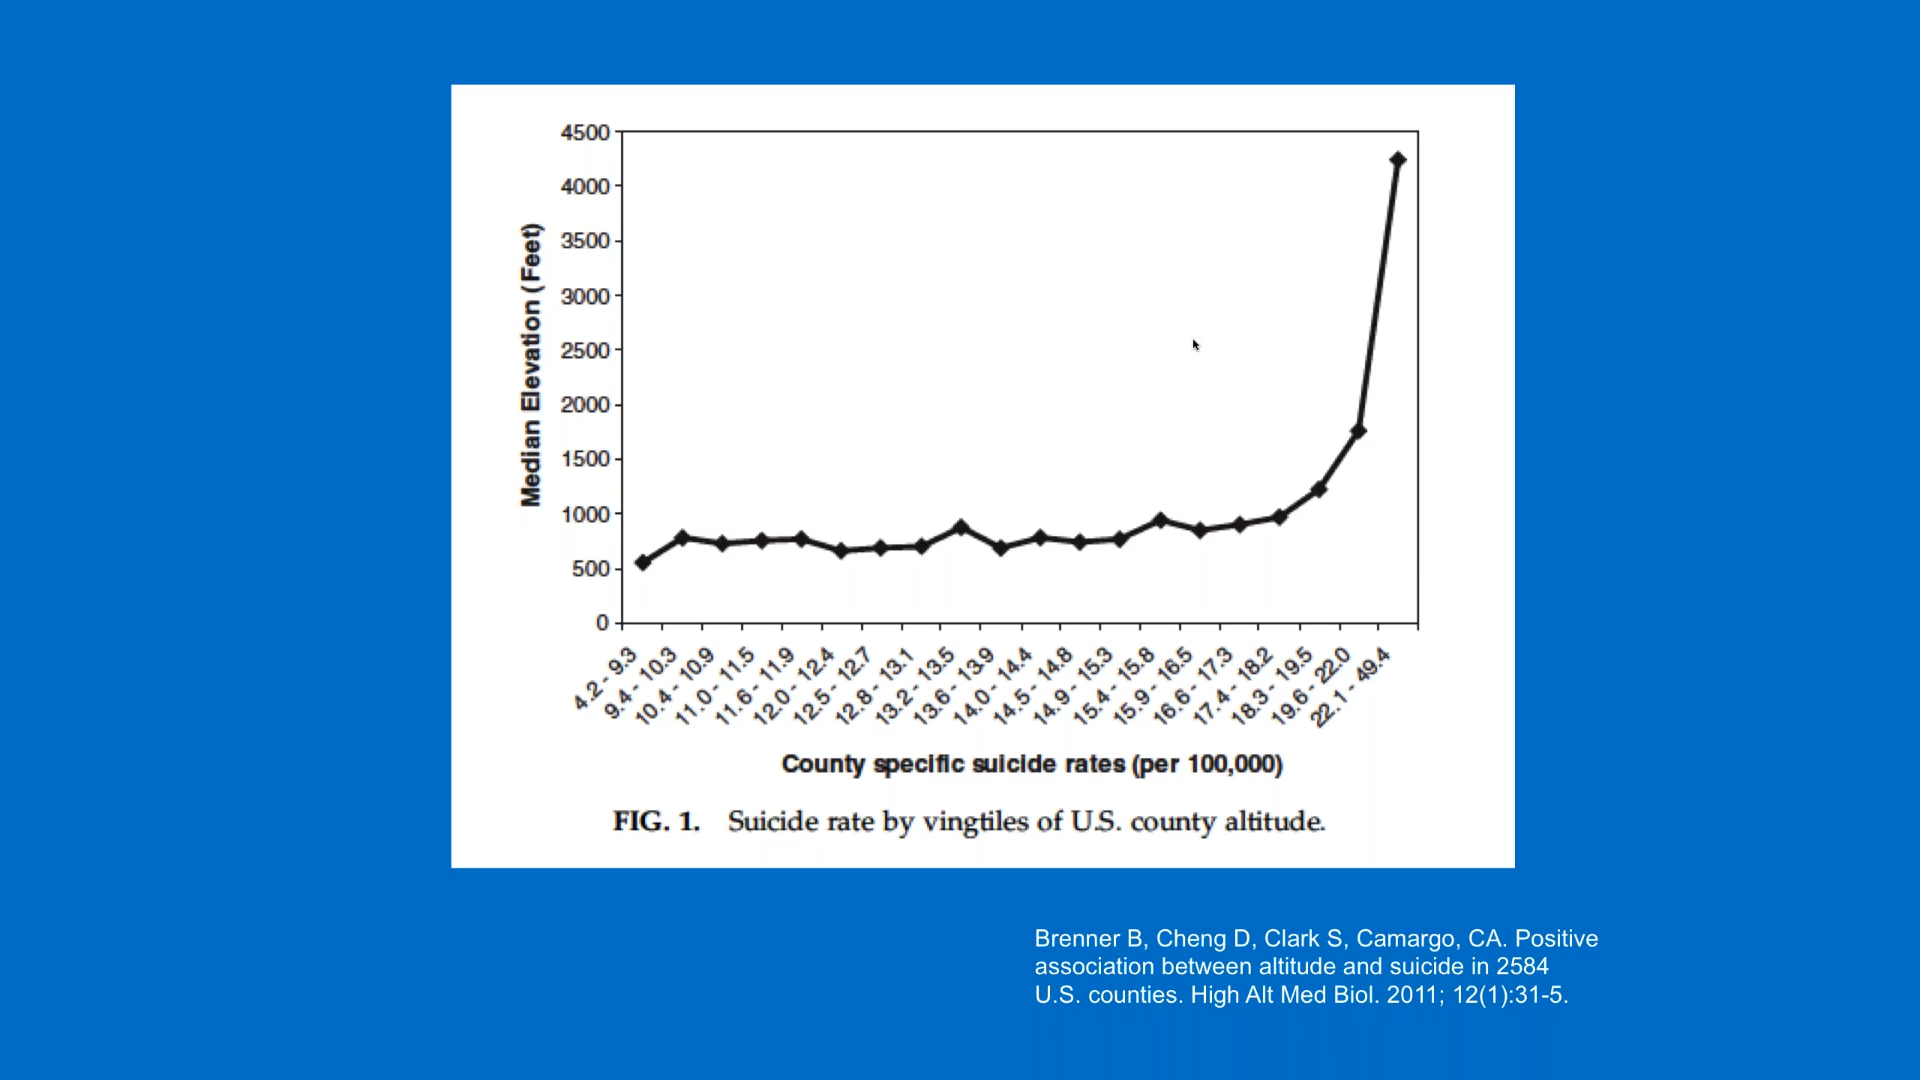 4500
4000
3500
3000
2500
2000
1500
1000
500
0
Median Elevation (Feet)
4.2 - 9.3
9.4 - 10.3
10.4 - 10.9
11.0 - 11.5
11.6 - 11.9
12.0 - 12.4
12.5 - 12.7
12.8 - 13.1
13.2 - 13.5
13.6 - 13.9
14.0 - 14.4
14.5 - 14.8
14.9 - 15.3
15.4 - 15.8
15.9 - 16.5
16.6 - 17.3
17.4 - 18.2
18.3 - 19.5
19.6 - 22.0
22.1 - 49.4
County specific suicide rates (per 100,000)
FIG. 1. Suicide rate by vingtiles of U.S. county altitude.
Brenner B, Cheng D, Clark S, Camargo, CA. Positive
association between altitude and suicide in 2584
U.S. counties. High Alt Med Biol. 2011; 12(1):31-5.